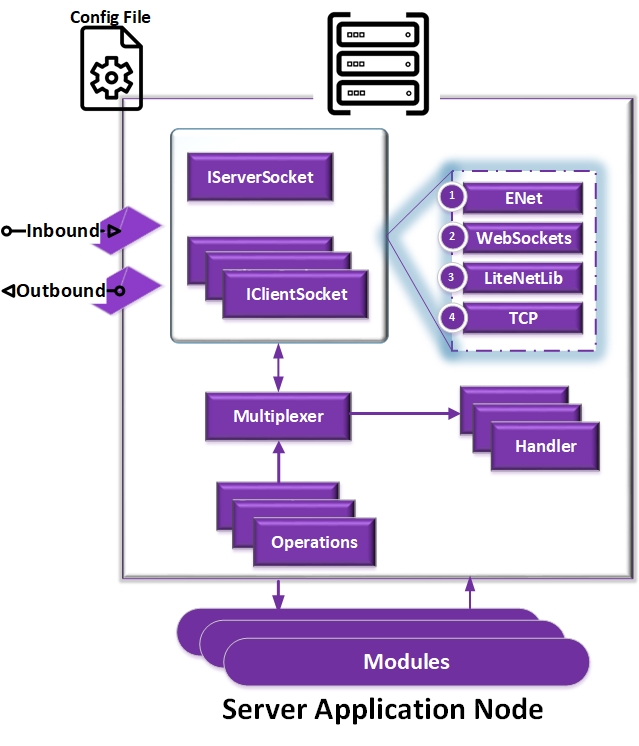 Config File
IServerSocket
IClientSocket
Inbound
Outbound
1 ENet
2 WebSockets
3 LiteNetLib
4 TCP
Multiplexer
Handler
Operations
Modules
Server Application Node